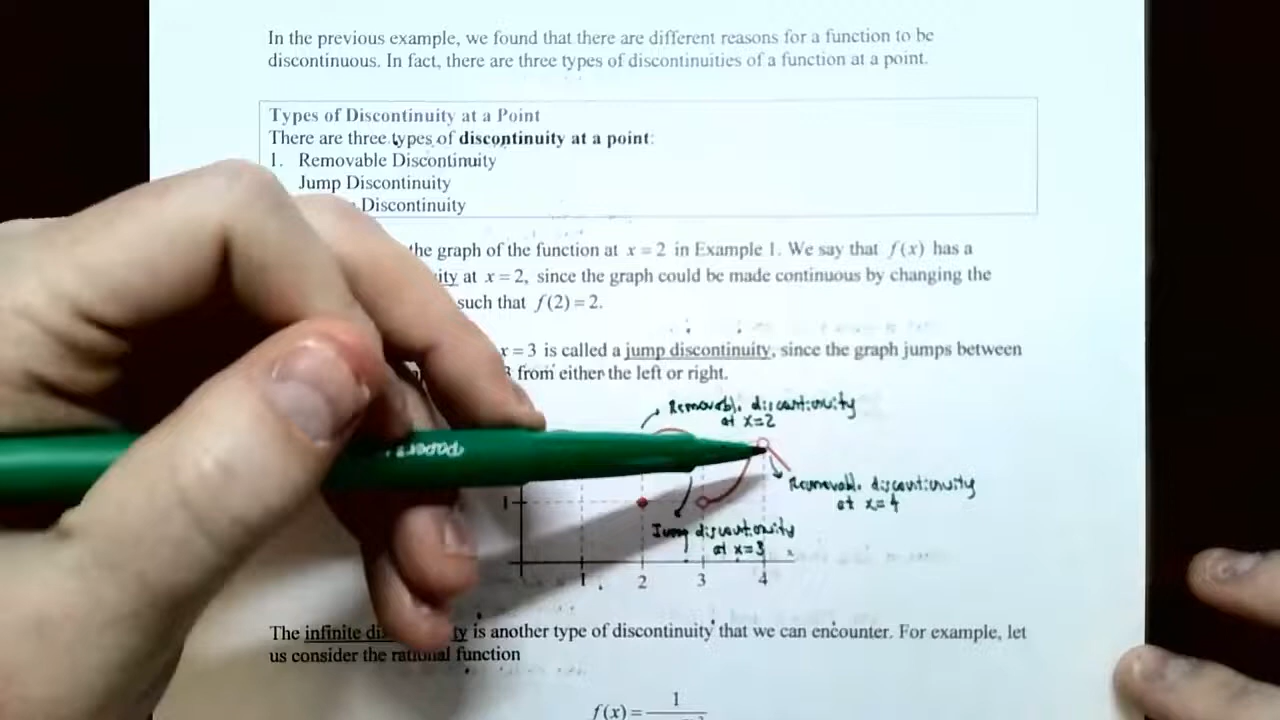 In the previous example, we found that there are different reasons for a function to be
discontinuous. In fact, there are three types of discontinuities of a function at a point.
Types of Discontinuity at a Point
There are three types of discontinuity at a point:
1. Removable Discontinuity
Jump Discontinuity
Discontinuity
the graph of the function at x = 2 in Example 1. We say that f(x) has a
ity at x = 2, since the graph could be made continuous by changing the
such that f(2) = 2.
x = 3 is called a jump discontinuity, since the graph jumps between
3 from either the left or right.
Removabl. discontinuity
at x=2
Removabl. discontinuity
at x=4
1
Jump discontinuity
at x=3
x
1 2 3 4
The infinite dis ty is another type of discontinuity that we can encounter. For example, let
us consider the rational function
f(x) = 1